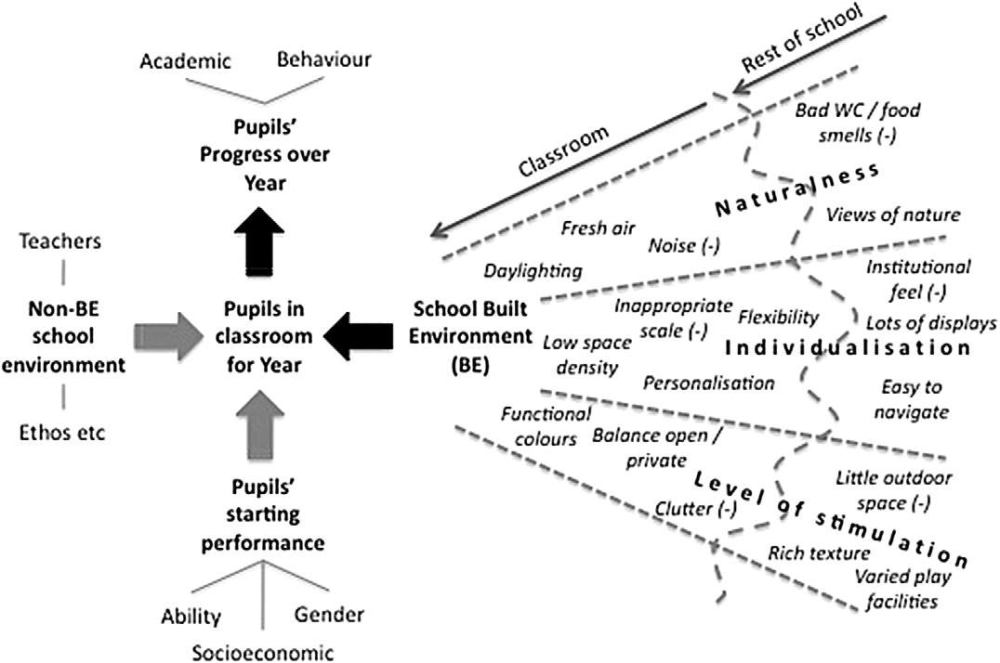 Academic
Behaviour
Pupils'
Progress over
Year
Teachers
Non-BE
school
environment
Ethos etc
Pupils in
classroom
for Year
Pupils'
starting
performance
Ability
Gender
Socioeconomic
School Built
Environment
(BE)
Rest of school
Classroom
Bad WC / food
smells (-)
Naturalness
Fresh air
Views of nature
Noise (-)
Daylighting
Institutional
feel (-)
Inappropriate
scale (-)
Flexibility
Lots of displays
Low space
density
Individualisation
Personalisation
Easy to
navigate
Functional
colours
Balance open /
private
Level of stimulation
Little outdoor
space (-)
Clutter (-)
Rich texture
Varied play
facilities